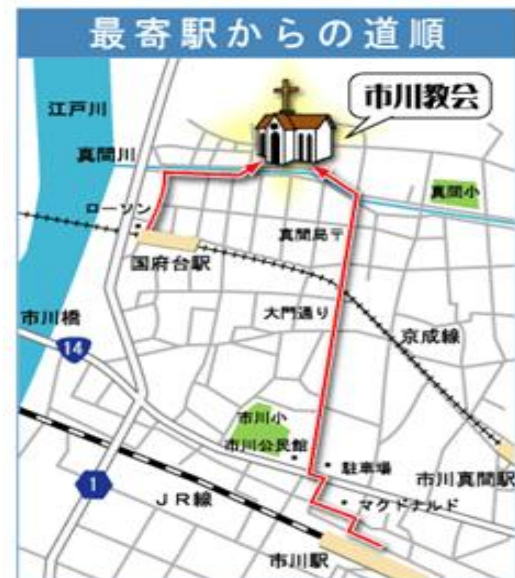 最寄駅からの道順
江戸川
市川教会
真間川
真間小
ローソン
真間局〒
国府台駅
大門通り
市川橋
京成線
14
市川小
市川公民館
駐車場
市川真間駅
1
マクドナルド
JR線
市川駅